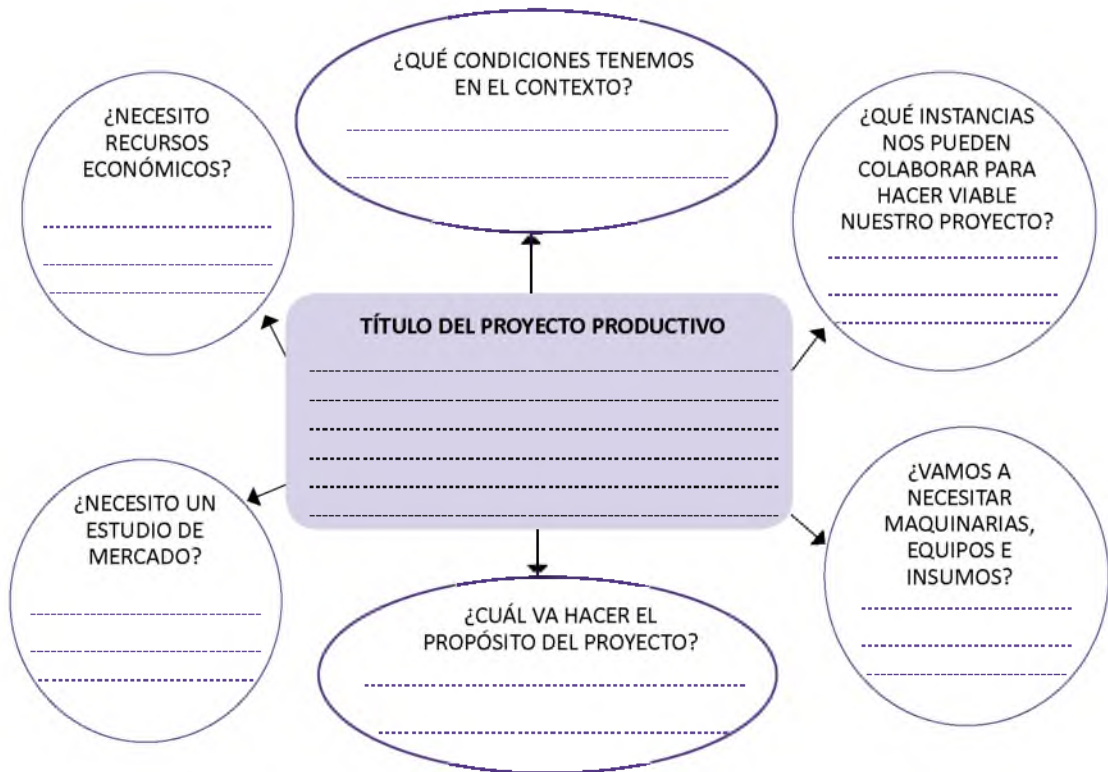 ¿QUÉ CONDICIONES TENEMOS
EN EL CONTEXTO?
¿NECESITO
RECURSOS
ECONÓMICOS?
¿QUÉ INSTANCIAS
NOS PUEDEN
COLABORAR PARA
HACER VIABLE
NUESTRO PROYECTO?
TÍTULO DEL PROYECTO PRODUCTIVO
¿NECESITO UN
ESTUDIO DE
MERCADO?
¿VAMOS A
NECESITAR
MAQUINARIAS,
EQUIPOS E
INSUMOS?
¿CUÁL VA HACER EL
PROPÓSITO DEL PROYECTO?